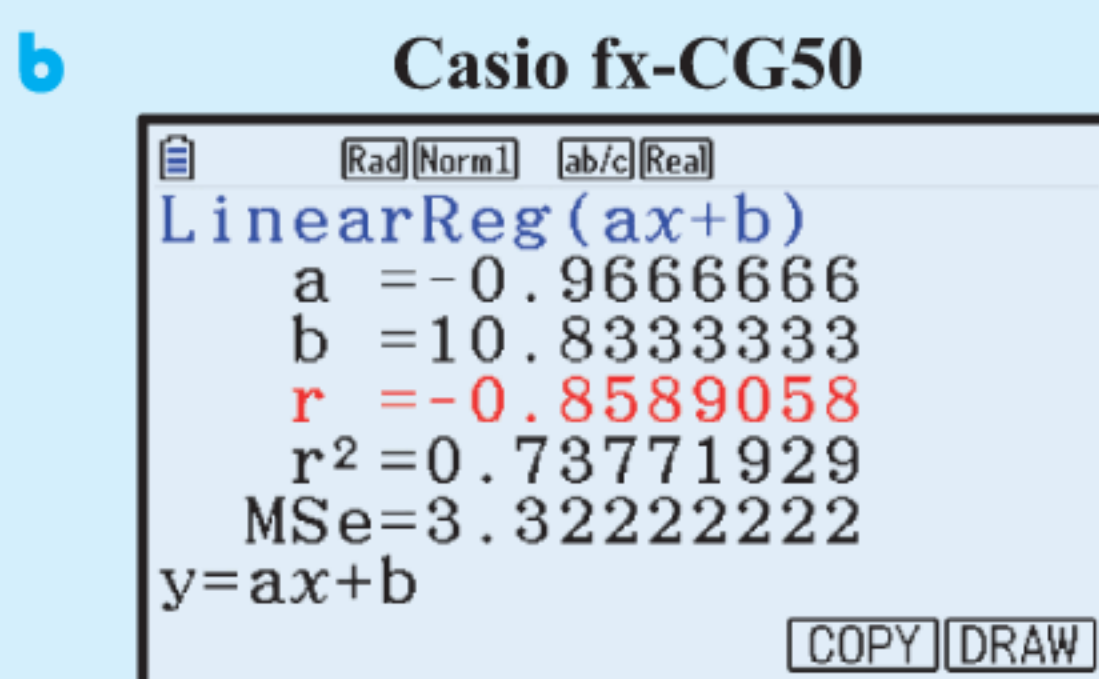 b Casio fx-CG50
Rad Norm1 ab/c Real
LinearReg(ax+b)
a =-0.9666666
b =10.8333333
r =-0.8589058
r²=0.73771929
MSe=3.32222222
y=ax+b
COPY DRAW